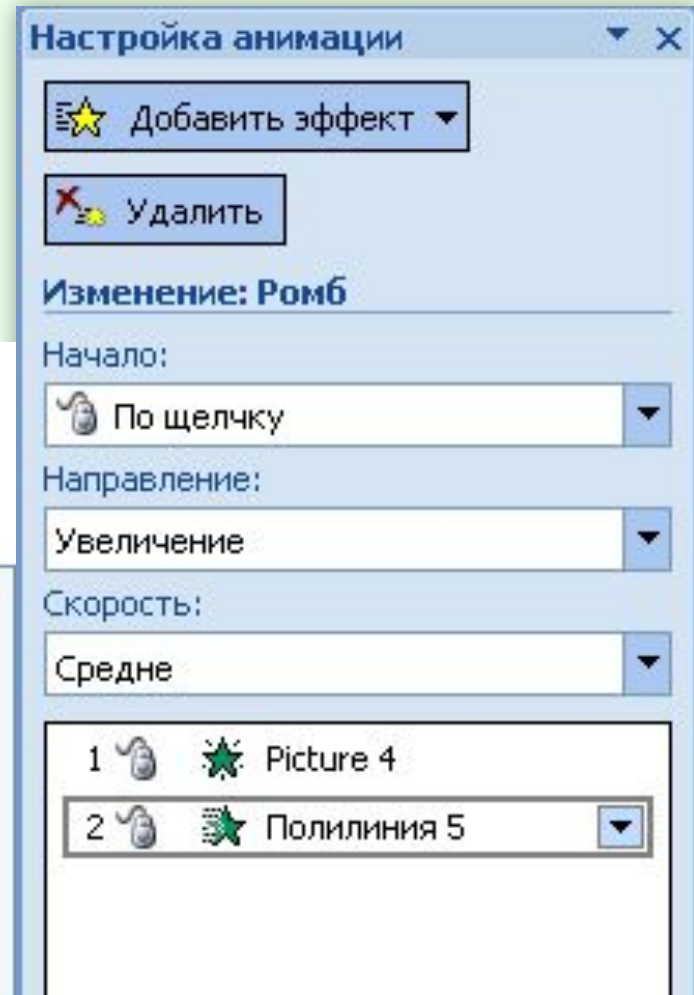 Настройка анимации
Добавить эффект
Удалить
Изменение: Ромб
Начало:
По щелчку
Направление:
Увеличение
Скорость:
Средне
1 Picture 4
2 Полилиния 5